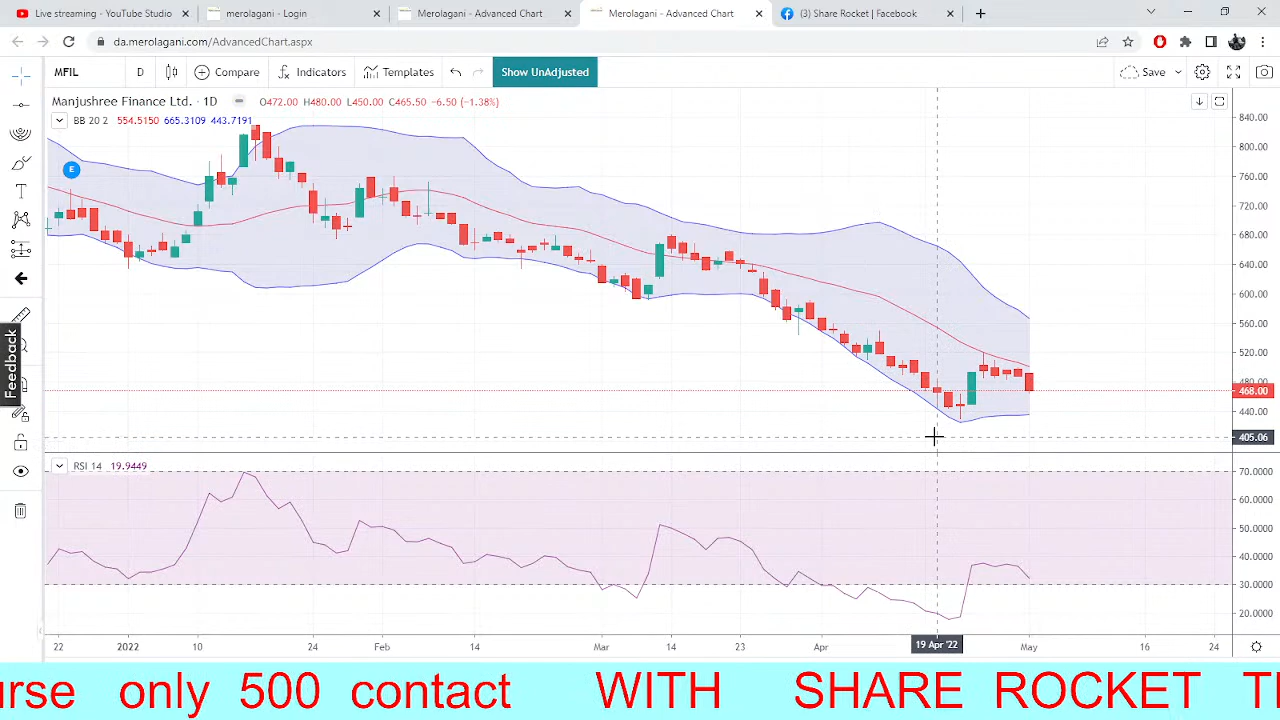 Live streaming - YouTube Studio
merolagani - Login
Merolagani - Advanced Chart
Merolagani - Advanced Chart
(3) Share Rocket | Facebook
da.merolagani.com/AdvancedChart.aspx
MFIL
D
Compare
Indicators
Templates
Show UnAdjusted
Save
Manjushree Finance Ltd. · 1D
O472.00 H480.00 L450.00 C465.50 -6.50 (-1.38%)
BB 20 2 554.5150 665.3109 443.7191
E
840.00
800.00
760.00
720.00
680.00
640.00
600.00
560.00
520.00
480.00
468.00
440.00
405.06
Feedback
RSI 14 19.9449
70.0000
60.0000
50.0000
40.0000
30.0000
20.0000
22 2022 10 24 Feb 14 Mar 14 23 Apr 19 Apr '22 May 16 24
urse only 500 contact WITH SHARE ROCKET